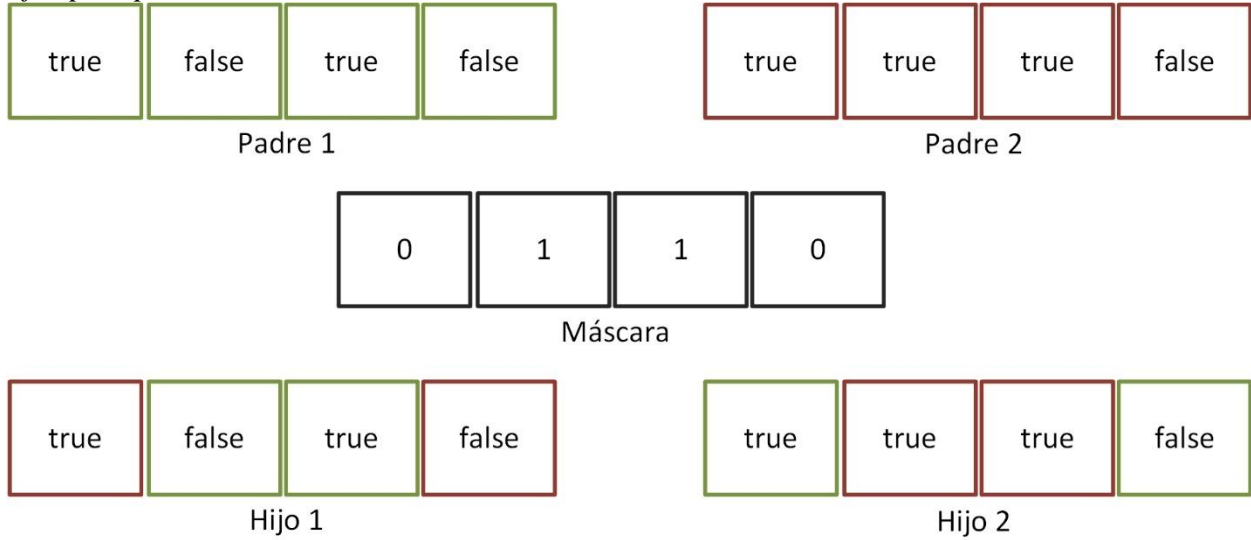 true false true false true true true false
Padre 1 Padre 2
0 1 1 0
Máscara
true false true false true true true false
Hijo 1 Hijo 2